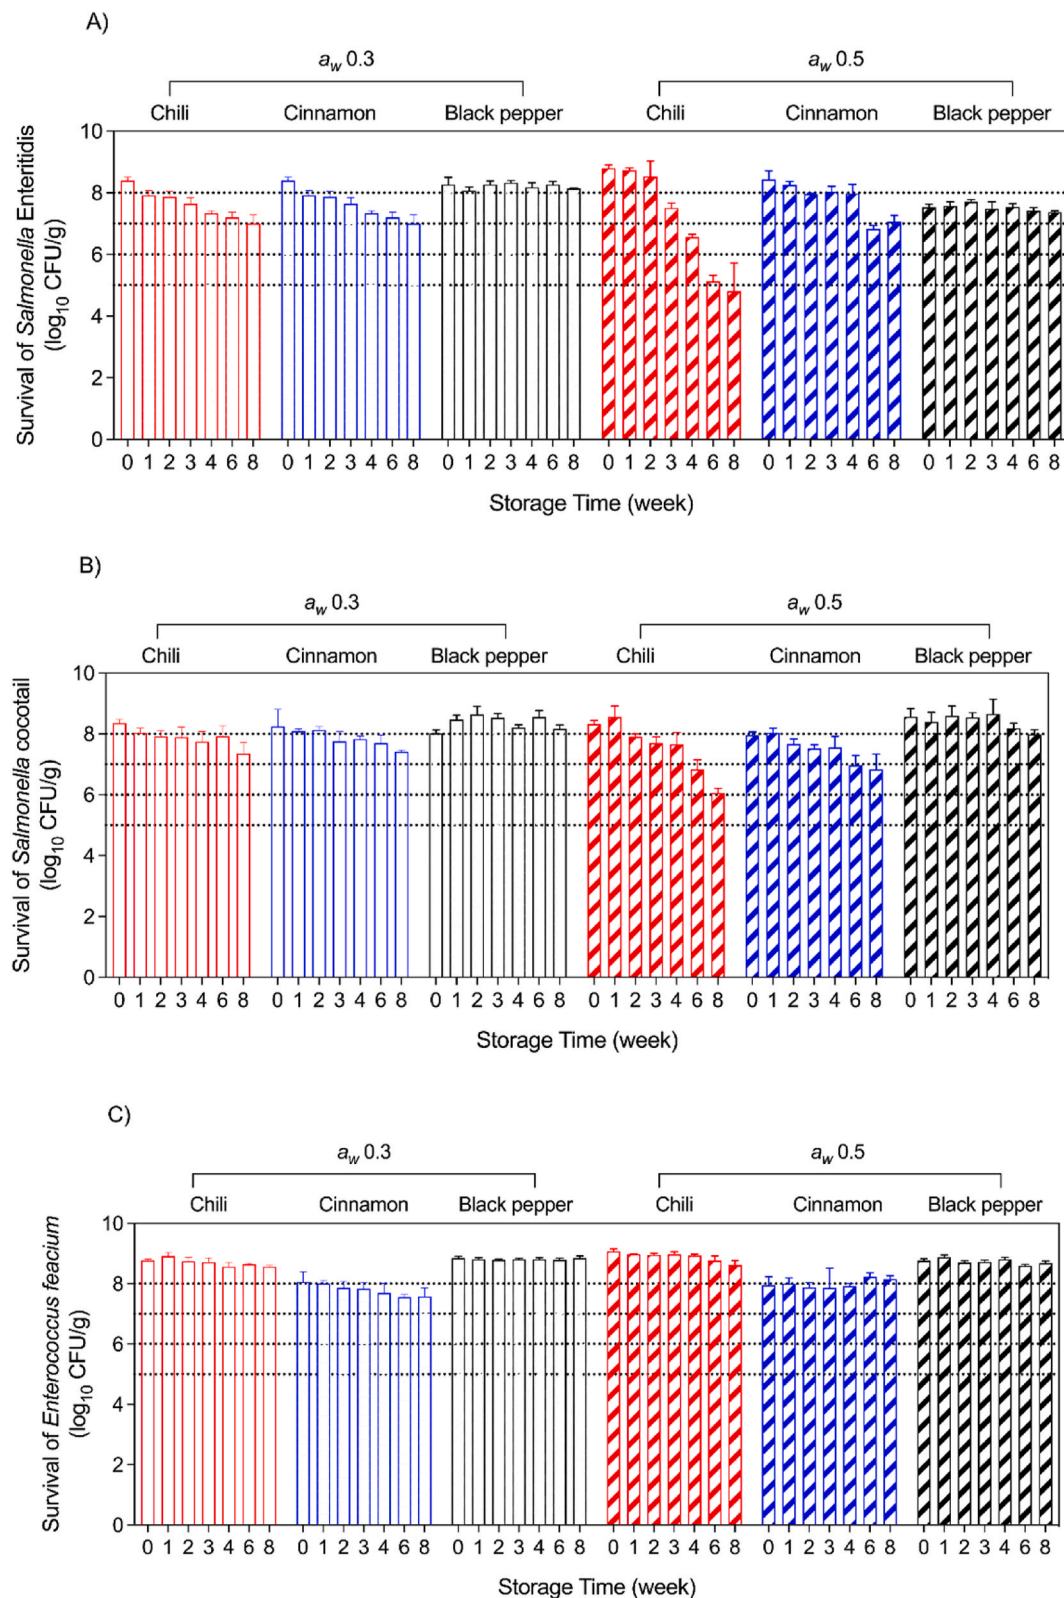 A)
a_w 0.3 a_w 0.5
Chili Cinnamon Black pepper Chili Cinnamon Black pepper
Survival of Salmonella Enteritidis
(log10 CFU/g)
10
8
6
4
2
0
0 1 2 3 4 6 8 0 1 2 3 4 6 8 0 1 2 3 4 6 8 0 1 2 3 4 6 8 0 1 2 3 4 6 8 0 1 2 3 4 6 8
Storage Time (week)
B)
a_w 0.3 a_w 0.5
Chili Cinnamon Black pepper Chili Cinnamon Black pepper
Survival of Salmonella cocotail
(log10 CFU/g)
10
8
6
4
2
0
0 1 2 3 4 6 8 0 1 2 3 4 6 8 0 1 2 3 4 6 8 0 1 2 3 4 6 8 0 1 2 3 4 6 8 0 1 2 3 4 6 8
Storage Time (week)
C)
a_w 0.3 a_w 0.5
Chili Cinnamon Black pepper Chili Cinnamon Black pepper
Survival of Enterococcus feacium
(log10 CFU/g)
10
8
6
4
2
0
0 1 2 3 4 6 8 0 1 2 3 4 6 8 0 1 2 3 4 6 8 0 1 2 3 4 6 8 0 1 2 3 4 6 8 0 1 2 3 4 6 8
Storage Time (week)